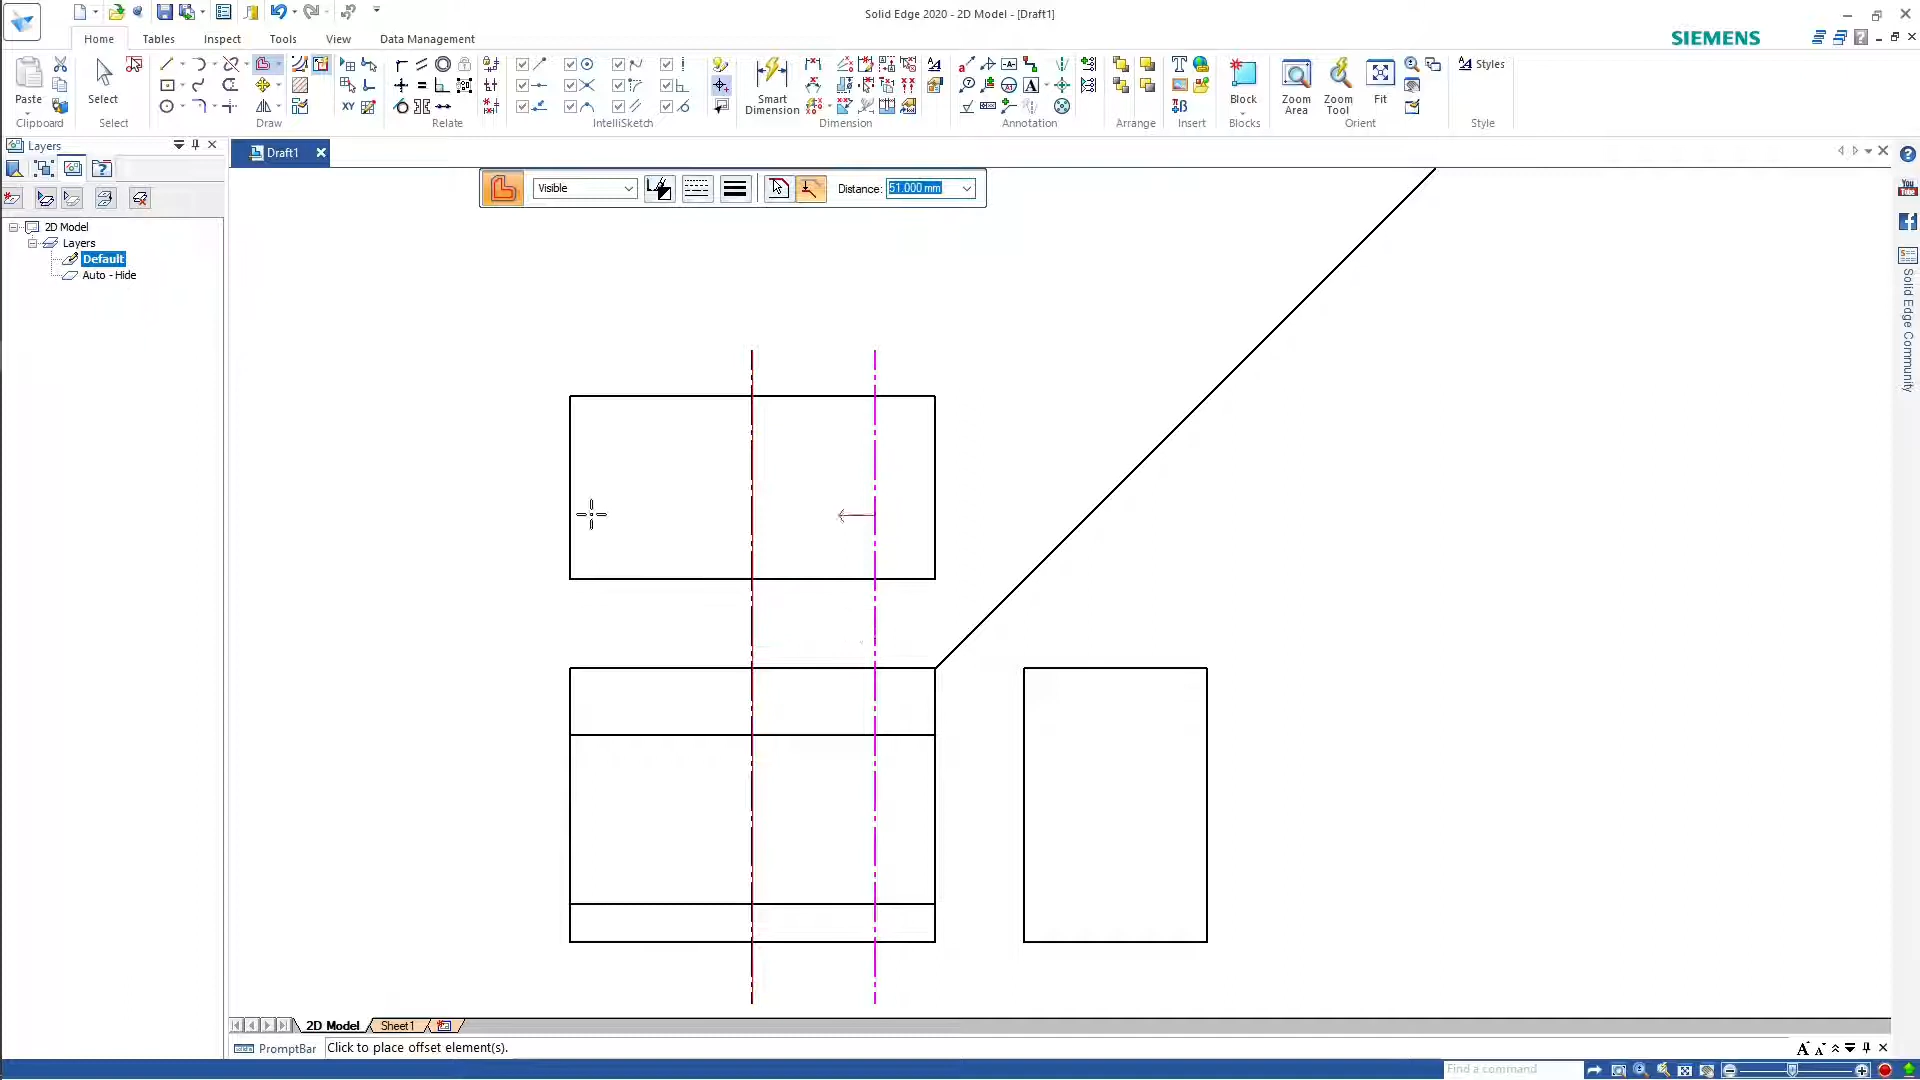 Solid Edge 2020 - 2D Model - [Draft1]
Home
Tables
Inspect
Tools
View
Data Management
SIEMENS
Paste
Clipboard
Select
Select
Draw
XY
Relate
IntelliSketch
Smart
Dimension
Dimension
Annotation
Arrange
Insert
Block
Blocks
Zoom
Area
Zoom
Tool
Fit
Orient
Styles
Style
Layers
Draft1
Visible
Distance:
51.000 mm
2D Model
Layers
Default
Auto - Hide
You
Tube
Solid Edge Community
2D Model
Sheet1
PromptBar
Click to place offset element(s).
Find a command